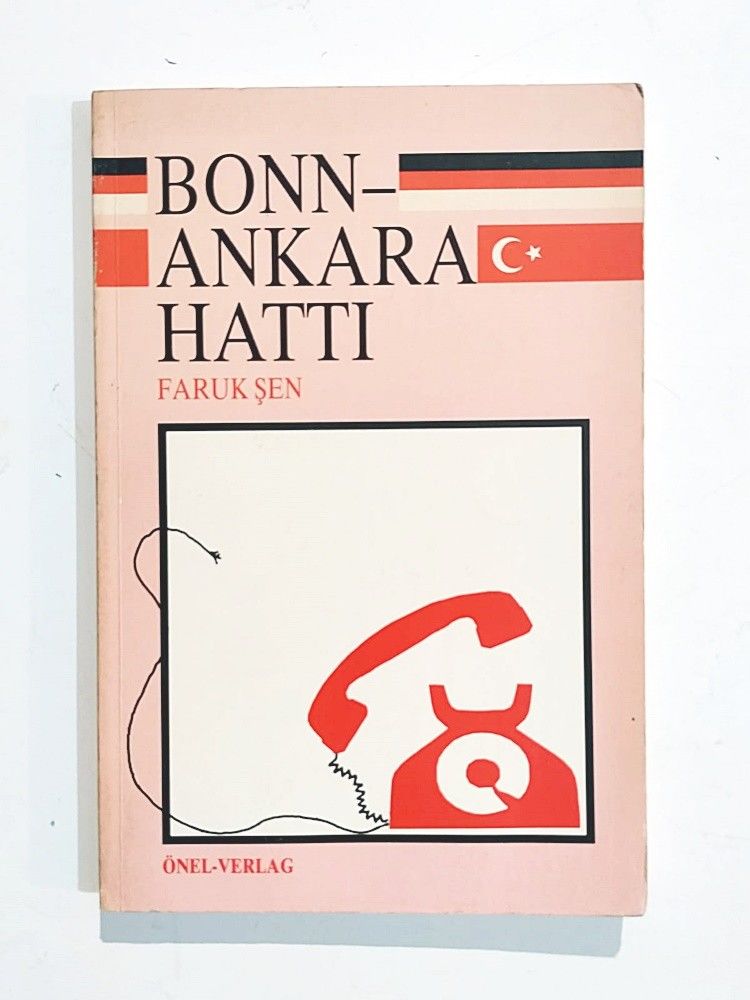 BONN–
ANKARA
HATTI
FARUK ŞEN
ÖNEL-VERLAG